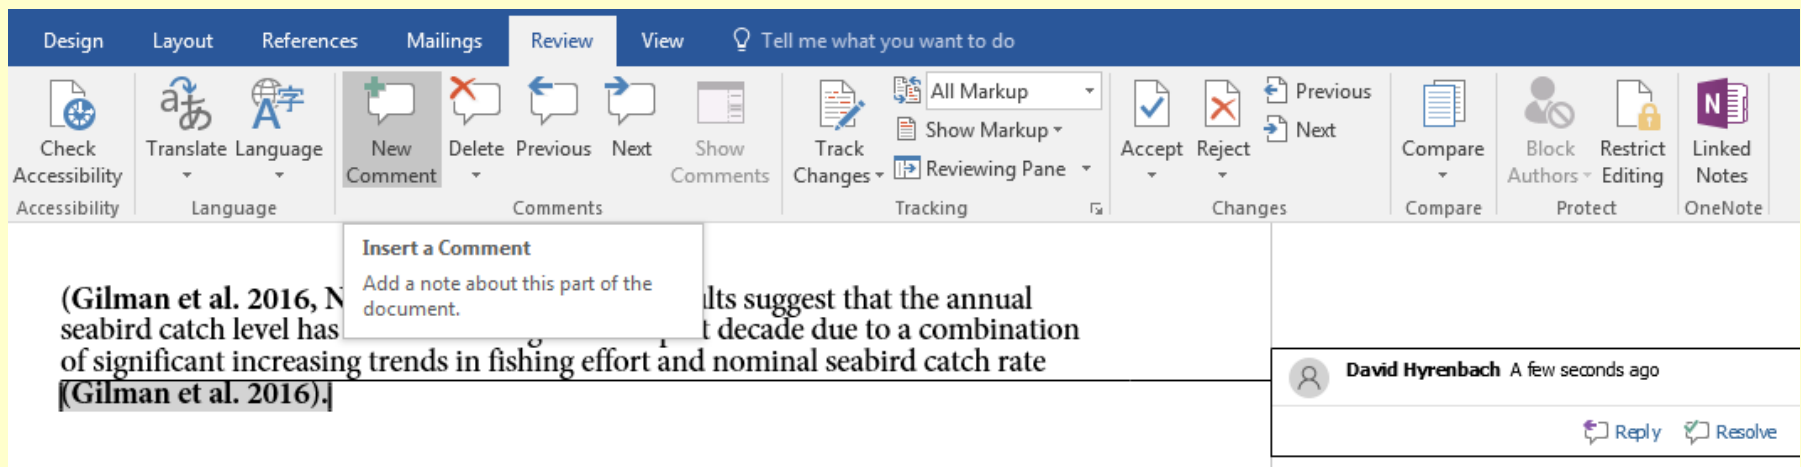 Design Layout References Mailings Review View Tell me what you want to do
Check Accessibility
Translate
Language
New Comment
Delete
Previous
Next
Show Comments
Track Changes
All Markup
Show Markup
Reviewing Pane
Accept
Reject
Previous
Next
Compare
Block Authors
Restrict Editing
Linked Notes
Accessibility Language Comments Tracking Changes Compare Protect OneNote
Insert a Comment
Add a note about this part of the
document.
(Gilman et al. 2016, suggest that the annual
seabird catch level has decade due to a combination
of significant increasing trends in fishing effort and nominal seabird catch rate
(Gilman et al. 2016).
David Hyrenbach A few seconds ago
Reply Resolve